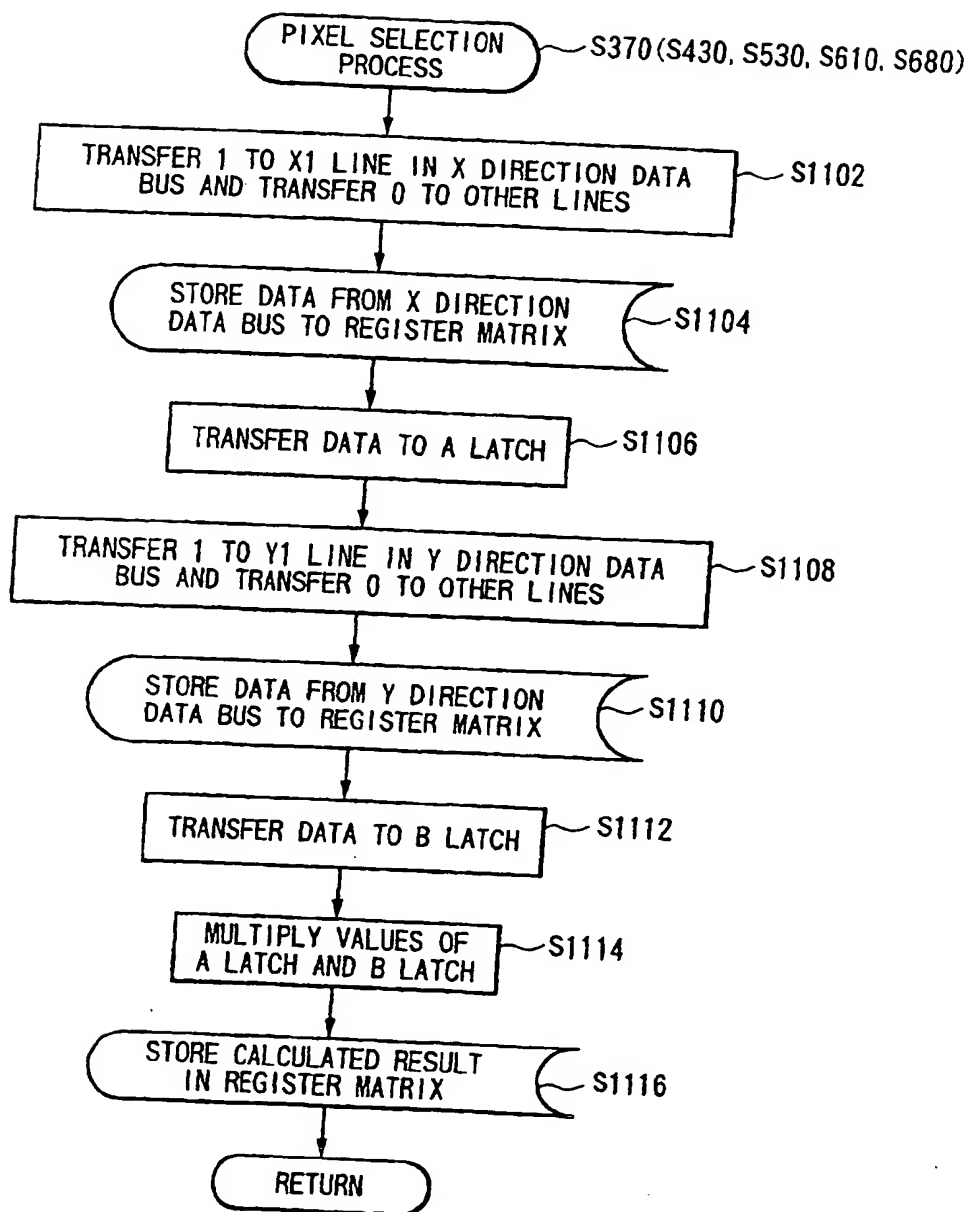 PIXEL SELECTION
PROCESS
S370(S430, S530, S610, S680)
TRANSFER 1 TO X1 LINE IN X DIRECTION DATA
BUS AND TRANSFER 0 TO OTHER LINES
S1102
STORE DATA FROM X DIRECTION
DATA BUS TO REGISTER MATRIX
S1104
TRANSFER DATA TO A LATCH
S1106
TRANSFER 1 TO Y1 LINE IN Y DIRECTION DATA
BUS AND TRANSFER 0 TO OTHER LINES
S1108
STORE DATA FROM Y DIRECTION
DATA BUS TO REGISTER MATRIX
S1110
TRANSFER DATA TO B LATCH
S1112
MULTIPLY VALUES OF
A LATCH AND B LATCH
S1114
STORE CALCULATED RESULT
IN REGISTER MATRIX
S1116
RETURN